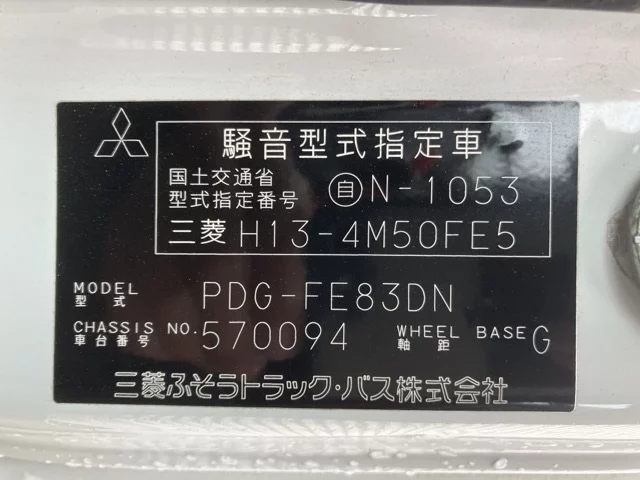 騒音型式指定車
国土交通省
型式指定番号 自N-1053
三菱 H13-4M50FE5
MODEL
型式 PDG-FE83DN
CHASSIS NO.
車台番号 570094 WHEEL BASE
軸距 G
三菱ふそうトラック・バス株式会社